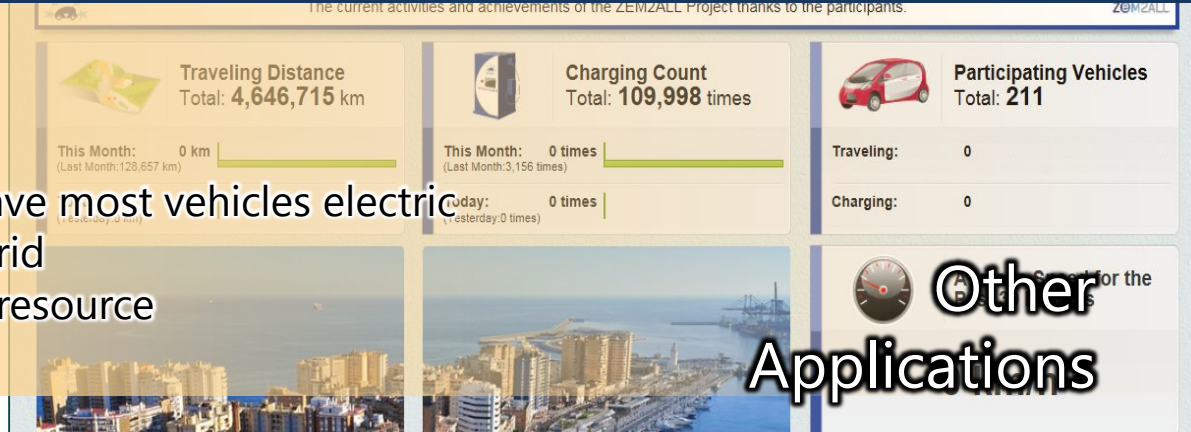 The current activities and achievements of the ZEM2ALL Project thanks to the participants.
ZEM2ALL
Traveling Distance
Total: 4,646,715 km
This Month: 0 km
(Last Month:128,657 km)
Charging Count
Total: 109,998 times
This Month: 0 times
(Last Month:3,156 times)
Today: 0 times
(Yesterday:0 times)
Participating Vehicles
Total: 211
Traveling: 0
Charging: 0
most vehicles electric
resource
for the
Other
Applications